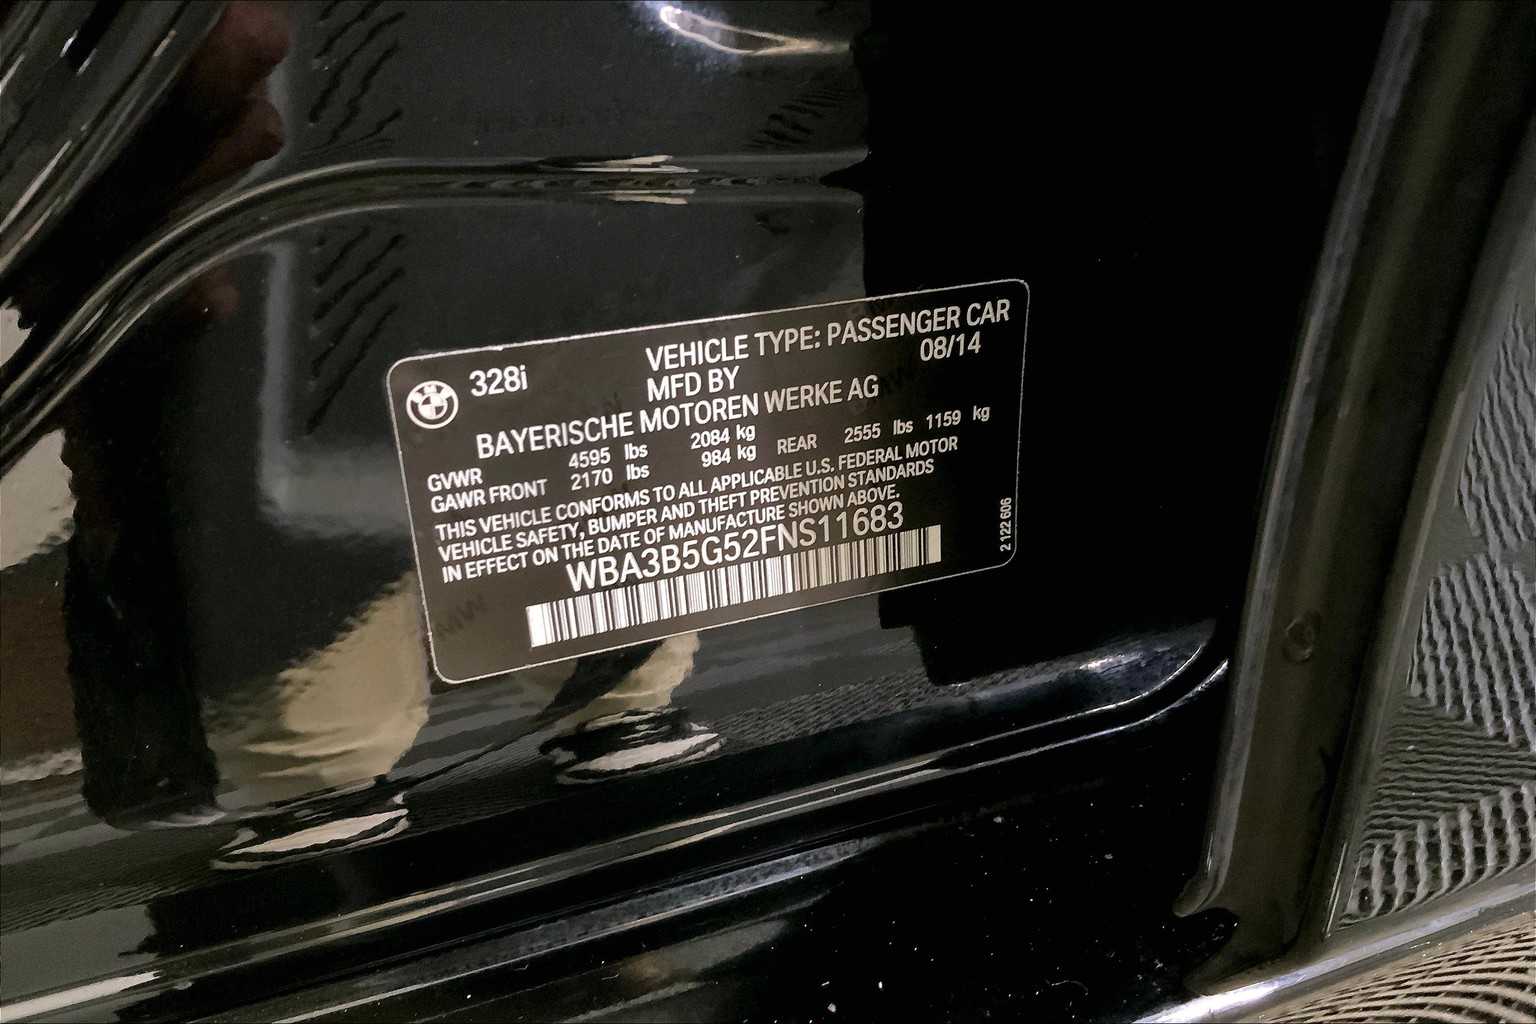 328i
VEHICLE TYPE: PASSENGER CAR
MFD BY 08/14
BAYERISCHE MOTOREN WERKE AG
GVWR 4595 lbs 2084 kg
GAWR FRONT 2170 lbs 984 kg REAR 2555 lbs 1159 kg
THIS VEHICLE CONFORMS TO ALL APPLICABLE U.S. FEDERAL MOTOR
VEHICLE SAFETY, BUMPER AND THEFT PREVENTION STANDARDS
IN EFFECT ON THE DATE OF MANUFACTURE SHOWN ABOVE.
WBA3B5G52FNS11683
2 122 606